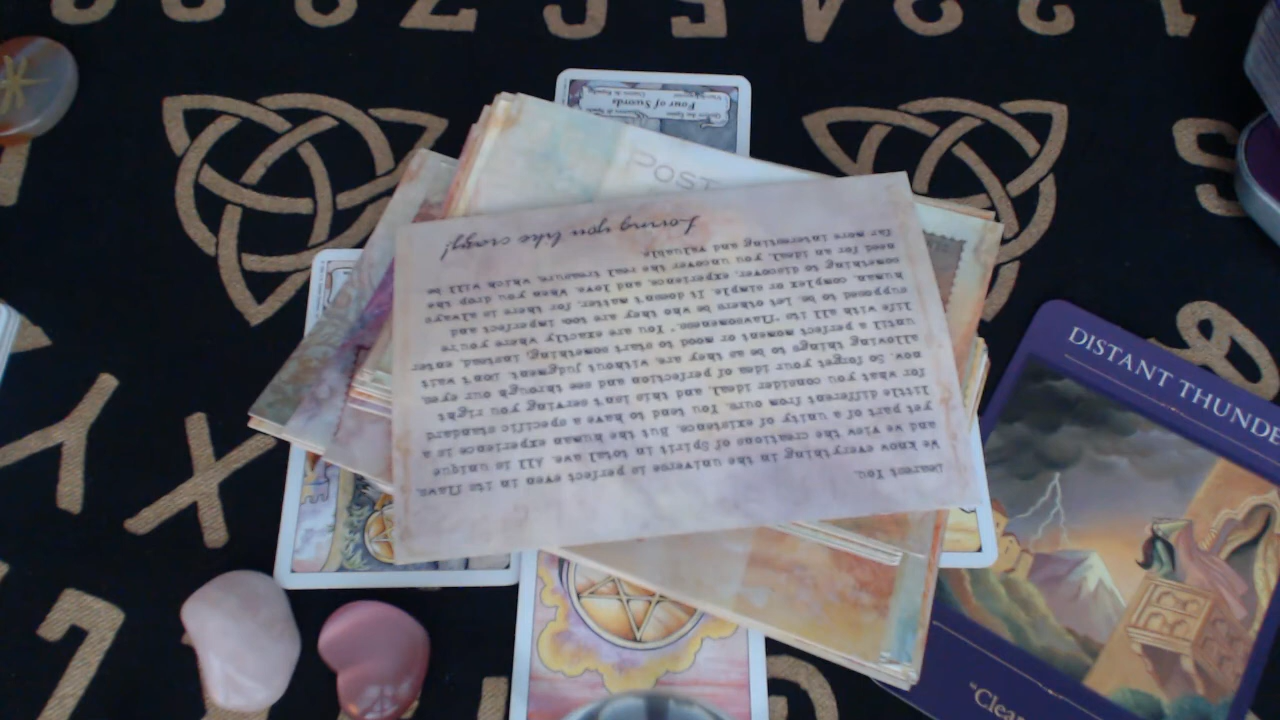 Dearest You,
We know everything in the universe is perfect even in its flaws,
and we view the creations of Spirit in total awe. All is unique
yet part of a unity of existence. But the human experience is a
little different from ours. You tend to have a specific standard
for what you consider ideal, and this isn't serving you right
now. So forget your idea of perfection and see through our eyes,
allowing things to be as they are, without judgment. Don't wait
until a perfect moment or mood to start something; instead, enter
life with all its "flawsomeness." You are exactly where you're
supposed to be. Let others be who they are too, imperfect and
human, complex or simple. It doesn't matter, for there is always
something to discover, experience, and love. When you drop the
need for an ideal, you uncover the real treasure, which will be
far more interesting and valuable.
Loving you like crazy!
Four of Swords
POST
DISTANT THUNDE
"Clea